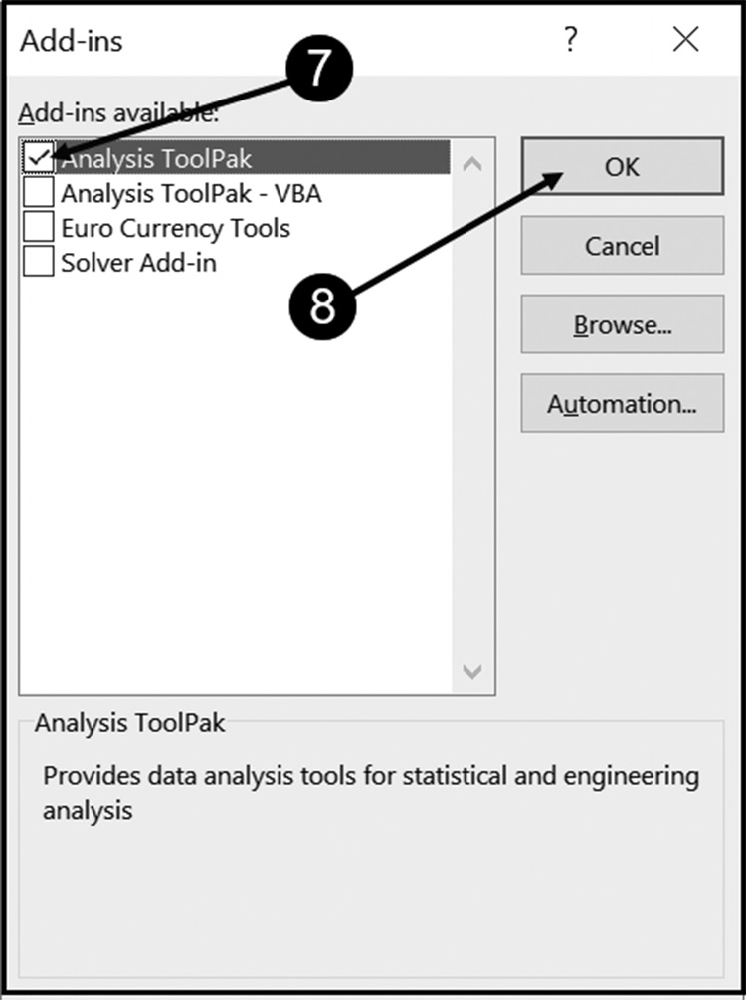 Add-ins
?
7
Add-ins available:
Analysis ToolPak
Analysis ToolPak - VBA
Euro Currency Tools
Solver Add-in
8
OK
Cancel
Browse...
Automation...
Analysis ToolPak
Provides data analysis tools for statistical and engineering
analysis